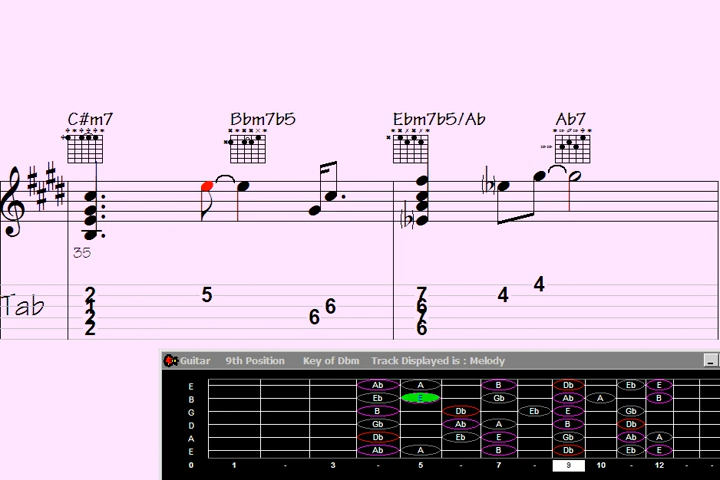 C#m7 Bbm7b5 Ebm7b5/Ab Ab7
35
Tab
2 5 7 4 4
1 6 6
2 6 7
2 6
Guitar 9th Position Key of Dbm Track Displayed is : Melody
E Ab A B Db Eb E
B Eb E Gb Ab A B
G B Db Eb E Gb
D Gb Ab A B Db
A Db Eb E Gb Ab A
E Ab A B Db Eb E
0 1 - 3 - 5 - 7 - 9 10 - 12 - -